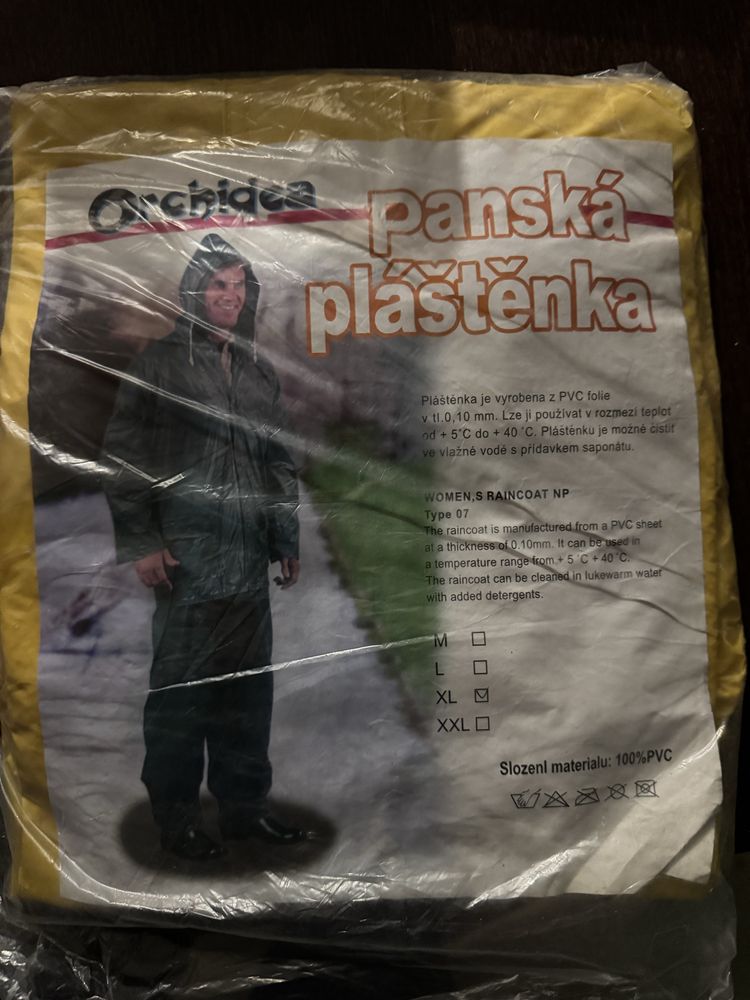 Orchidea
Panská
pláštěnka
Pláštěnka je vyrobena z PVC folie
v tl.0,10 mm. Lze ji používat v rozmezí teplot
od + 5°C do + 40 °C. Pláštěnku je možné čistit
ve vlažné vodě s přídavkem saponátu.
WOMEN,S RAINCOAT NP
Type 07
The raincoat is manufactured from a PVC sheet
at a thickness of 0.10mm. It can be used in
a temperature range from + 5 °C + 40 °C.
The raincoat can be cleaned in lukewarm water
with added detergents.
M
L
XL
XXL
Slozenl materialu: 100%PVC